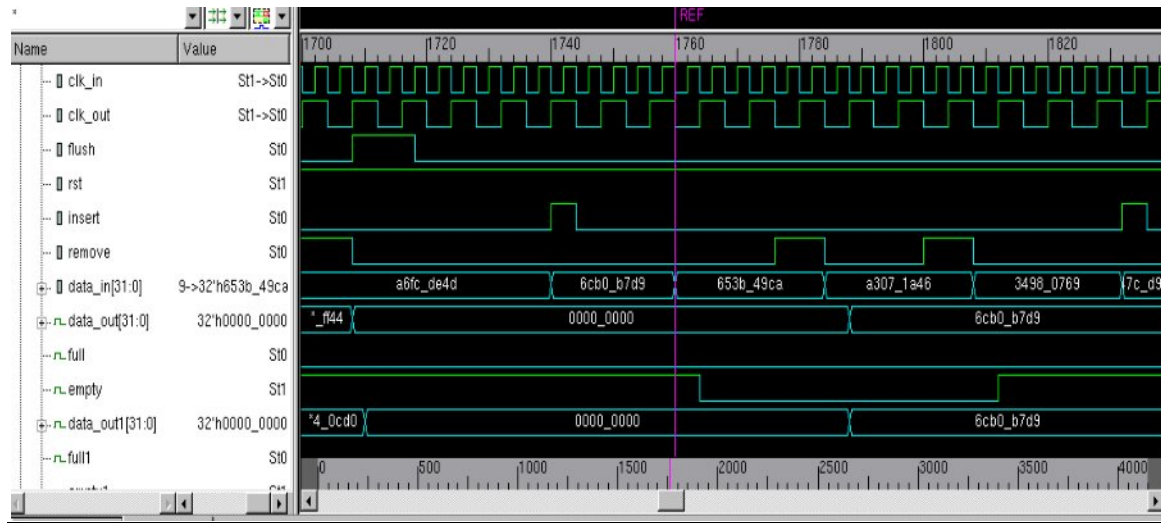 REF
Name Value 1700 1720 1740 1760 1780 1800 1820
clk_in St1->St0
clk_out St1->St0
flush St0
rst St1
insert St0
remove St0
data_in[31:0] 9->32'h653b_49ca a6fc_de4d 6cb0_b7d9 653b_49ca a307_1a46 3498_0769 7c_d9
data_out[31:0] 32'h0000_0000 *_ff44 0000_0000 6cb0_b7d9
full St0
empty St1
data_out1[31:0] 32'h0000_0000 *4_0cd0 0000_0000 6cb0_b7d9
full1 St0
0 500 1000 1500 2000 2500 3000 3500 4000